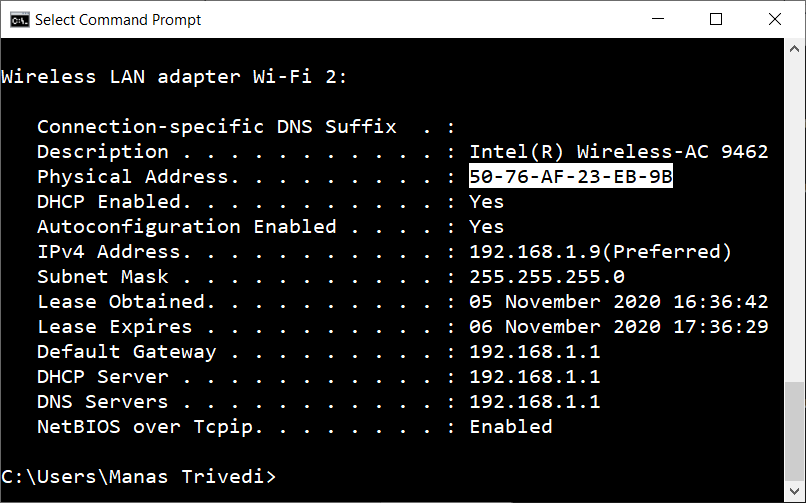 Select Command Prompt
Wireless LAN adapter Wi-Fi 2:
Connection-specific DNS Suffix  . :
Description . . . . . . . . . . . : Intel(R) Wireless-AC 9462
Physical Address. . . . . . . . . : 50-76-AF-23-EB-9B
DHCP Enabled. . . . . . . . . . . : Yes
Autoconfiguration Enabled . . . . : Yes
IPv4 Address. . . . . . . . . . . : 192.168.1.9(Preferred)
Subnet Mask . . . . . . . . . . . : 255.255.255.0
Lease Obtained. . . . . . . . . . : 05 November 2020 16:36:42
Lease Expires . . . . . . . . . . : 06 November 2020 17:36:29
Default Gateway . . . . . . . . . : 192.168.1.1
DHCP Server . . . . . . . . . . . : 192.168.1.1
DNS Servers . . . . . . . . . . . : 192.168.1.1
NetBIOS over Tcpip. . . . . . . . : Enabled
C:\Users\Manas Trivedi>